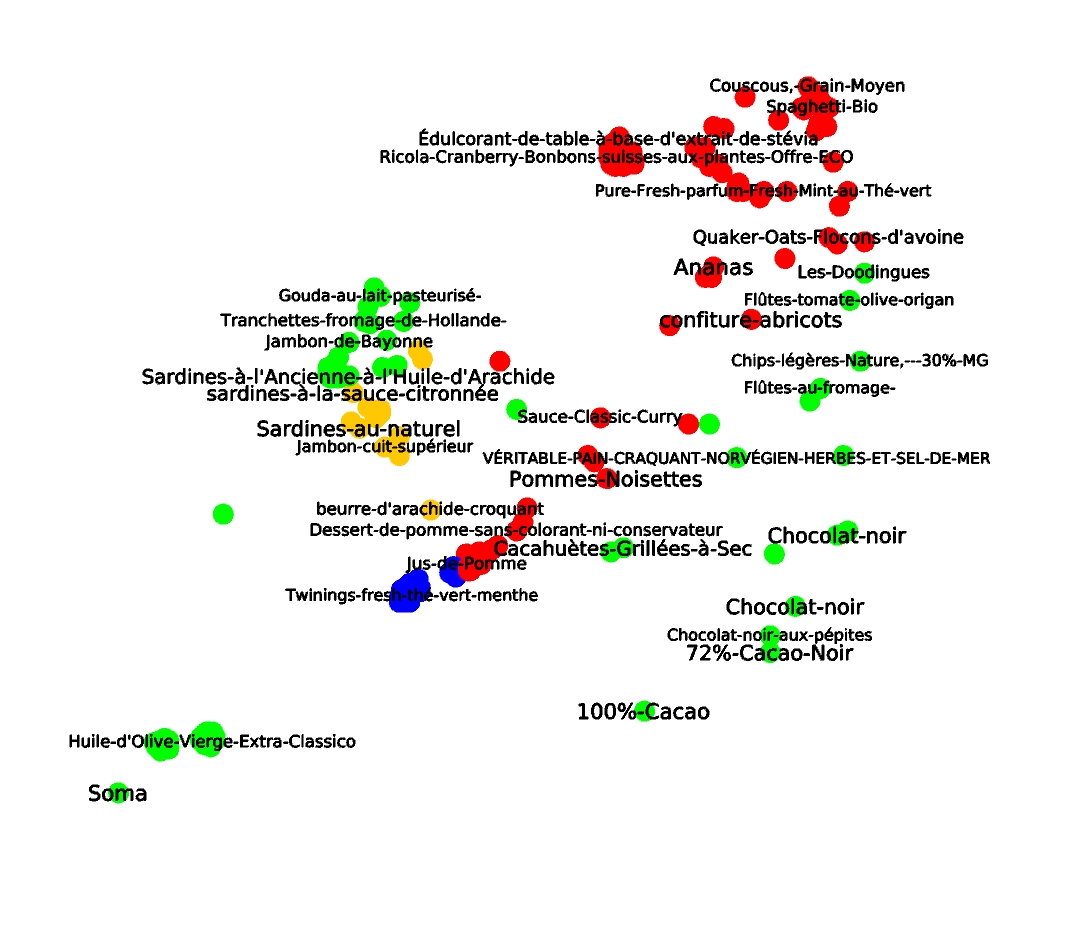 Couscous,-Grain-Moyen
Spaghetti-Bio
Édulcorant-de-table-à-base-d'extrait-de-stévia
Ricola-Cranberry-Bonbons-suisses-aux-plantes-Offre-ECO
Pure-Fresh-parfum-Fresh-Mint-au-Thé-vert
Quaker-Oats-Flocons-d'avoine
Ananas
Les-Doodingues
Gouda-au-lait-pasteurisé-
Flûtes-tomate-olive-origan
Tranchettes-fromage-de-Hollande-
confiture-abricots
Jambon-de-Bayonne
Chips-légères-Nature,---30%-MG
Sardines-à-l'Ancienne-à-l'Huile-d'Arachide
Flûtes-au-fromage-
sardines-à-la-sauce-citronnée
Sauce-Classic-Curry
Sardines-au-naturel
Jambon-cuit-supérieur
VÉRITABLE-PAIN-CRAQUANT-NORVÉGIEN-HERBES-ET-SEL-DE-MER
Pommes-Noisettes
beurre-d'arachide-croquant
Dessert-de-pomme-sans-colorant-ni-conservateur
Chocolat-noir
Cacahuètes-Grillées-à-Sec
Jus-de-Pomme
Twinings-fresh-thé-vert-menthe
Chocolat-noir
Chocolat-noir-aux-pépites
72%-Cacao-Noir
100%-Cacao
Huile-d'Olive-Vierge-Extra-Classico
Soma